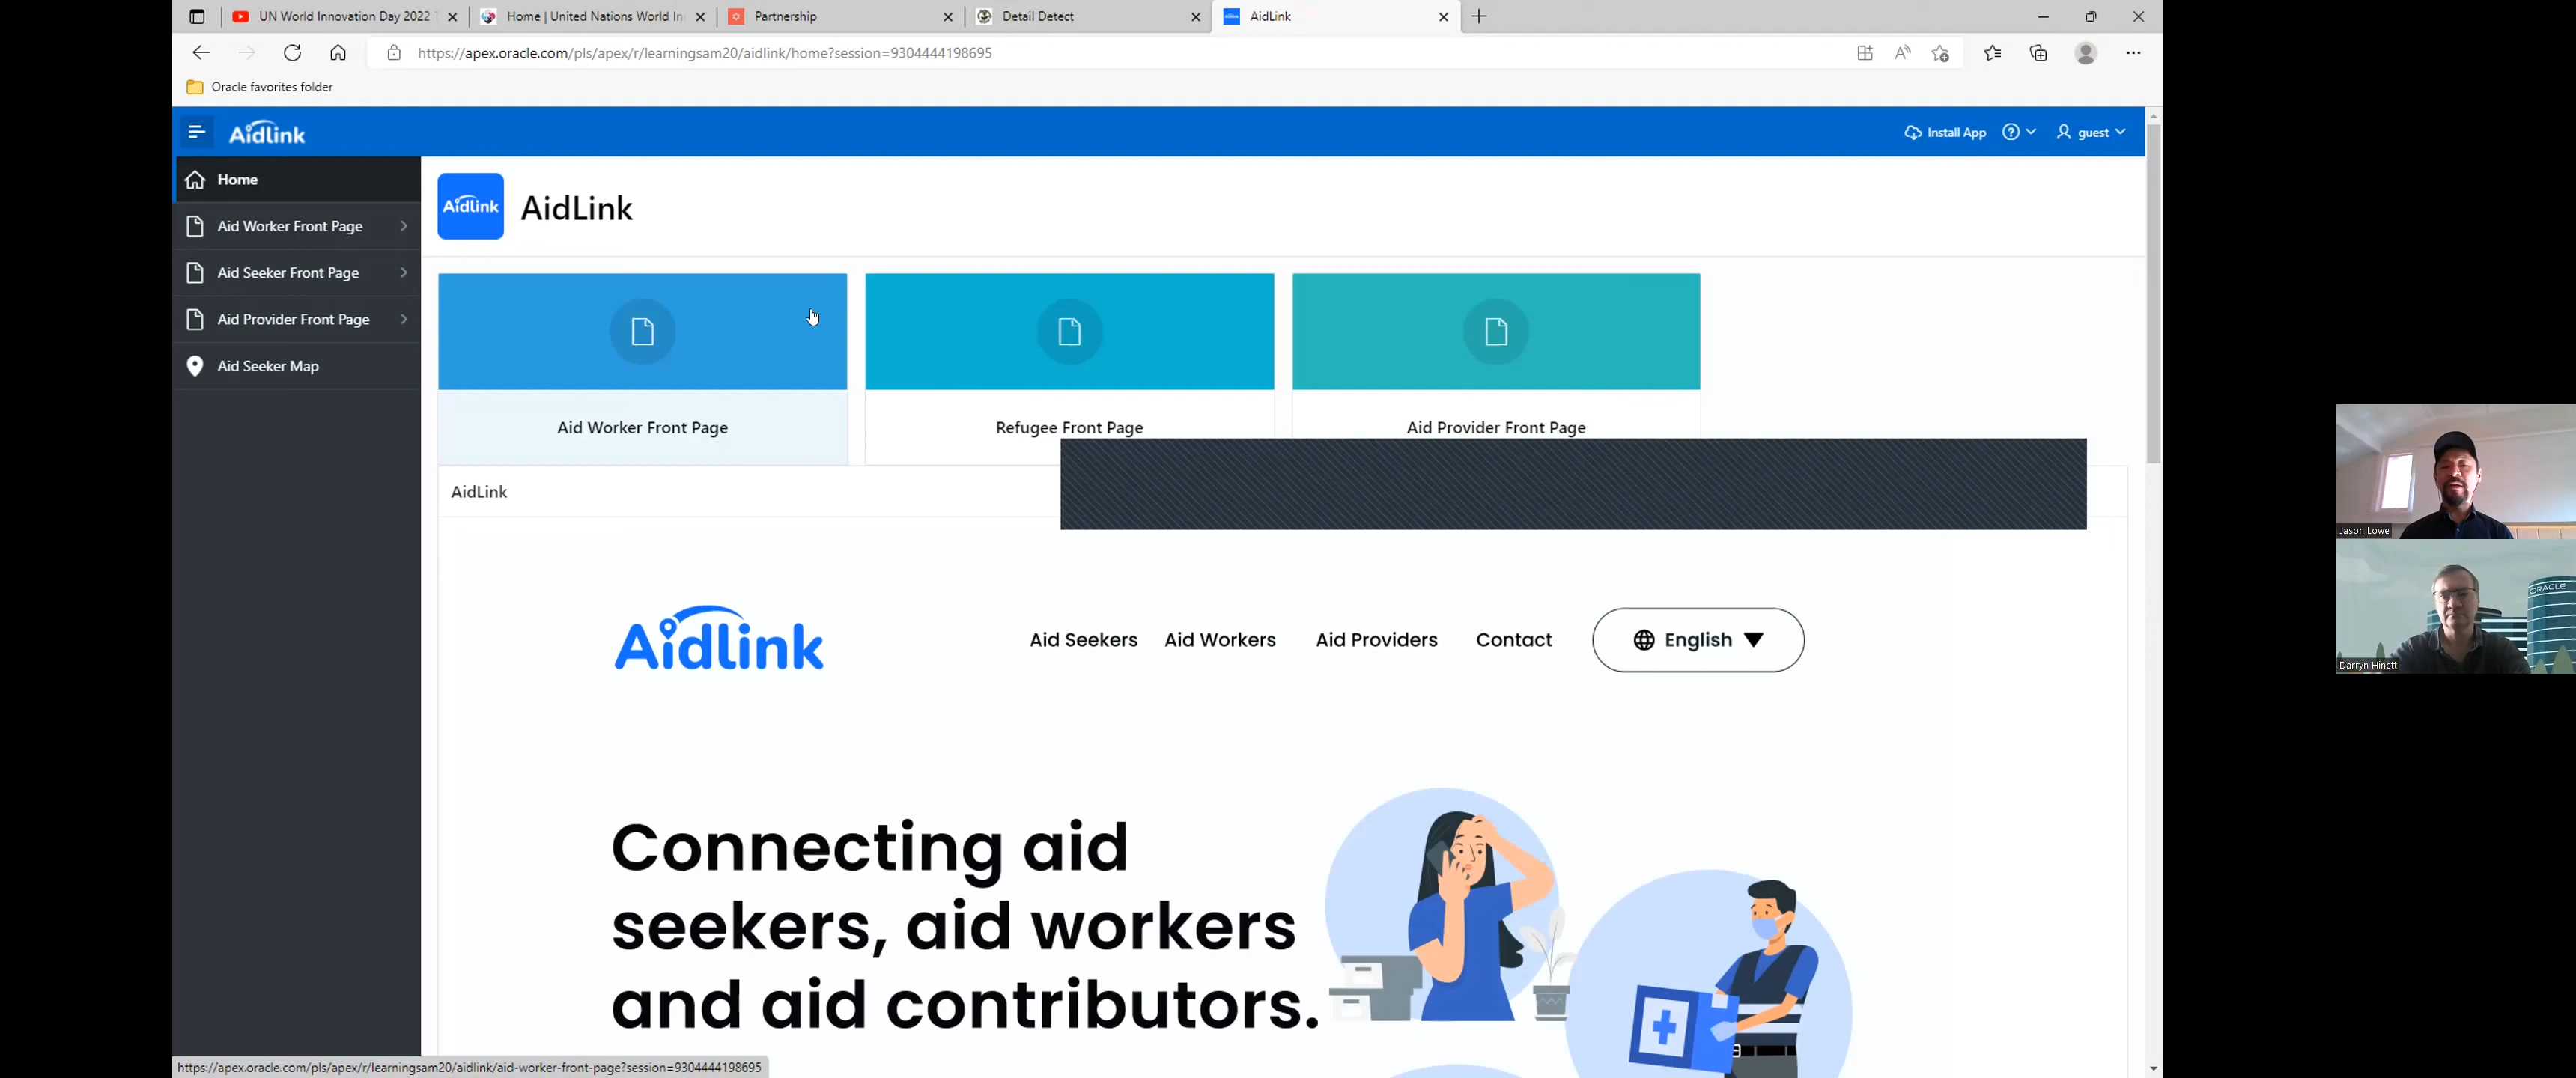 UN World Innovation Day 2022
Home | United Nations World In
Partnership
Detail Detect
AidLink
https://apex.oracle.com/pls/apex/r/learningsam20/aidlink/home?session=9304444198695
Oracle favorites folder
Aidlink
Install App
guest
Home
Aid Worker Front Page
Aid Seeker Front Page
Aid Provider Front Page
Aid Seeker Map
Aidlink
AidLink
Aid Worker Front Page
Refugee Front Page
Aid Provider Front Page
AidLink
Aidlink
Aid Seekers
Aid Workers
Aid Providers
Contact
English
Connecting aid
seekers, aid workers
and aid contributors.
https://apex.oracle.com/pls/apex/r/learningsam20/aidlink/aid-worker-front-page?session=9304444198695
Jason Lowe
ORACLE
Darryn Hinett